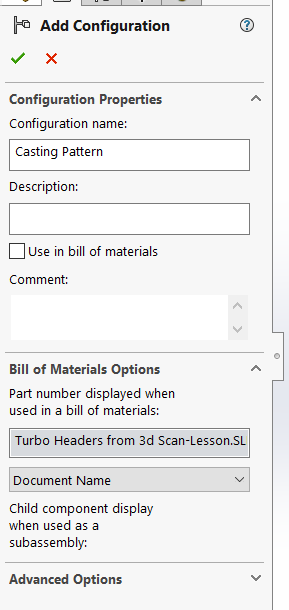 Add Configuration
Configuration Properties
Configuration name:
Casting Pattern
Description:
Use in bill of materials
Comment:
Bill of Materials Options
Part number displayed when
used in a bill of materials:
Turbo Headers from 3d Scan-Lesson.SL
Document Name
Child component display
when used as a
subassembly:
Advanced Options